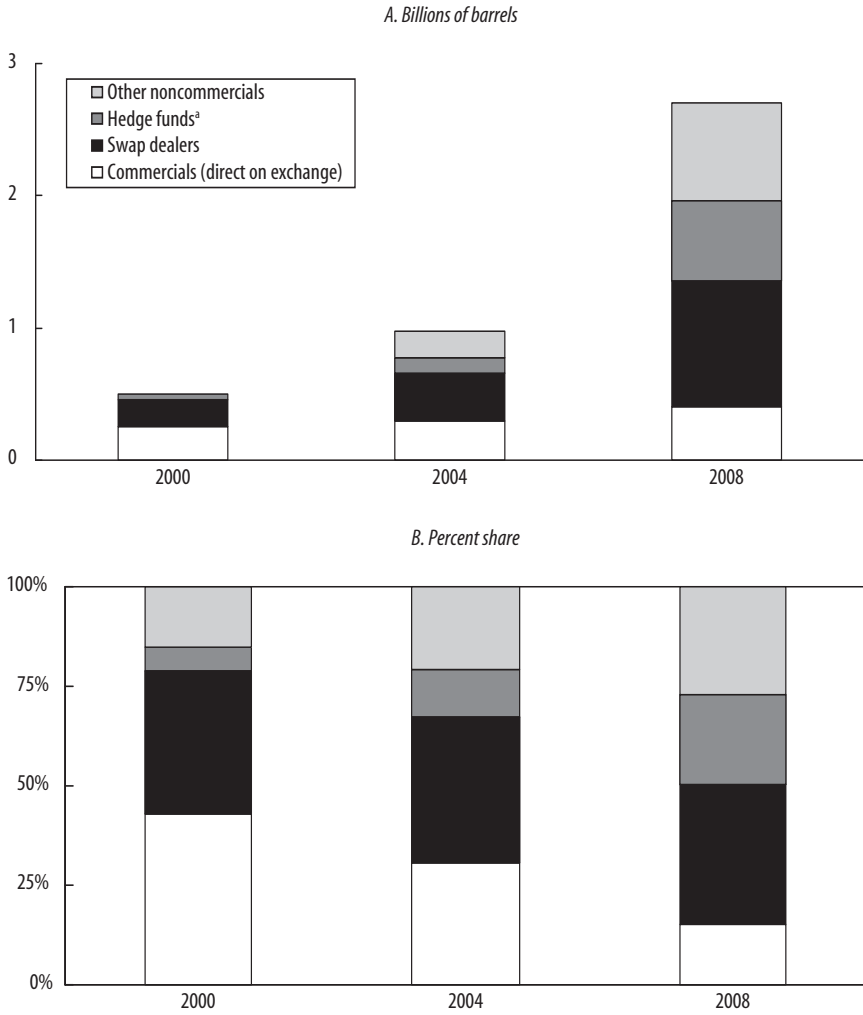 A. Billions of barrels
3
Other noncommercials
Hedge fundsª
Swap dealers
Commercials (direct on exchange)
2
1
0
2000 2004 2008
B. Percent share
100%
75%
50%
25%
0%
2000 2004 2008